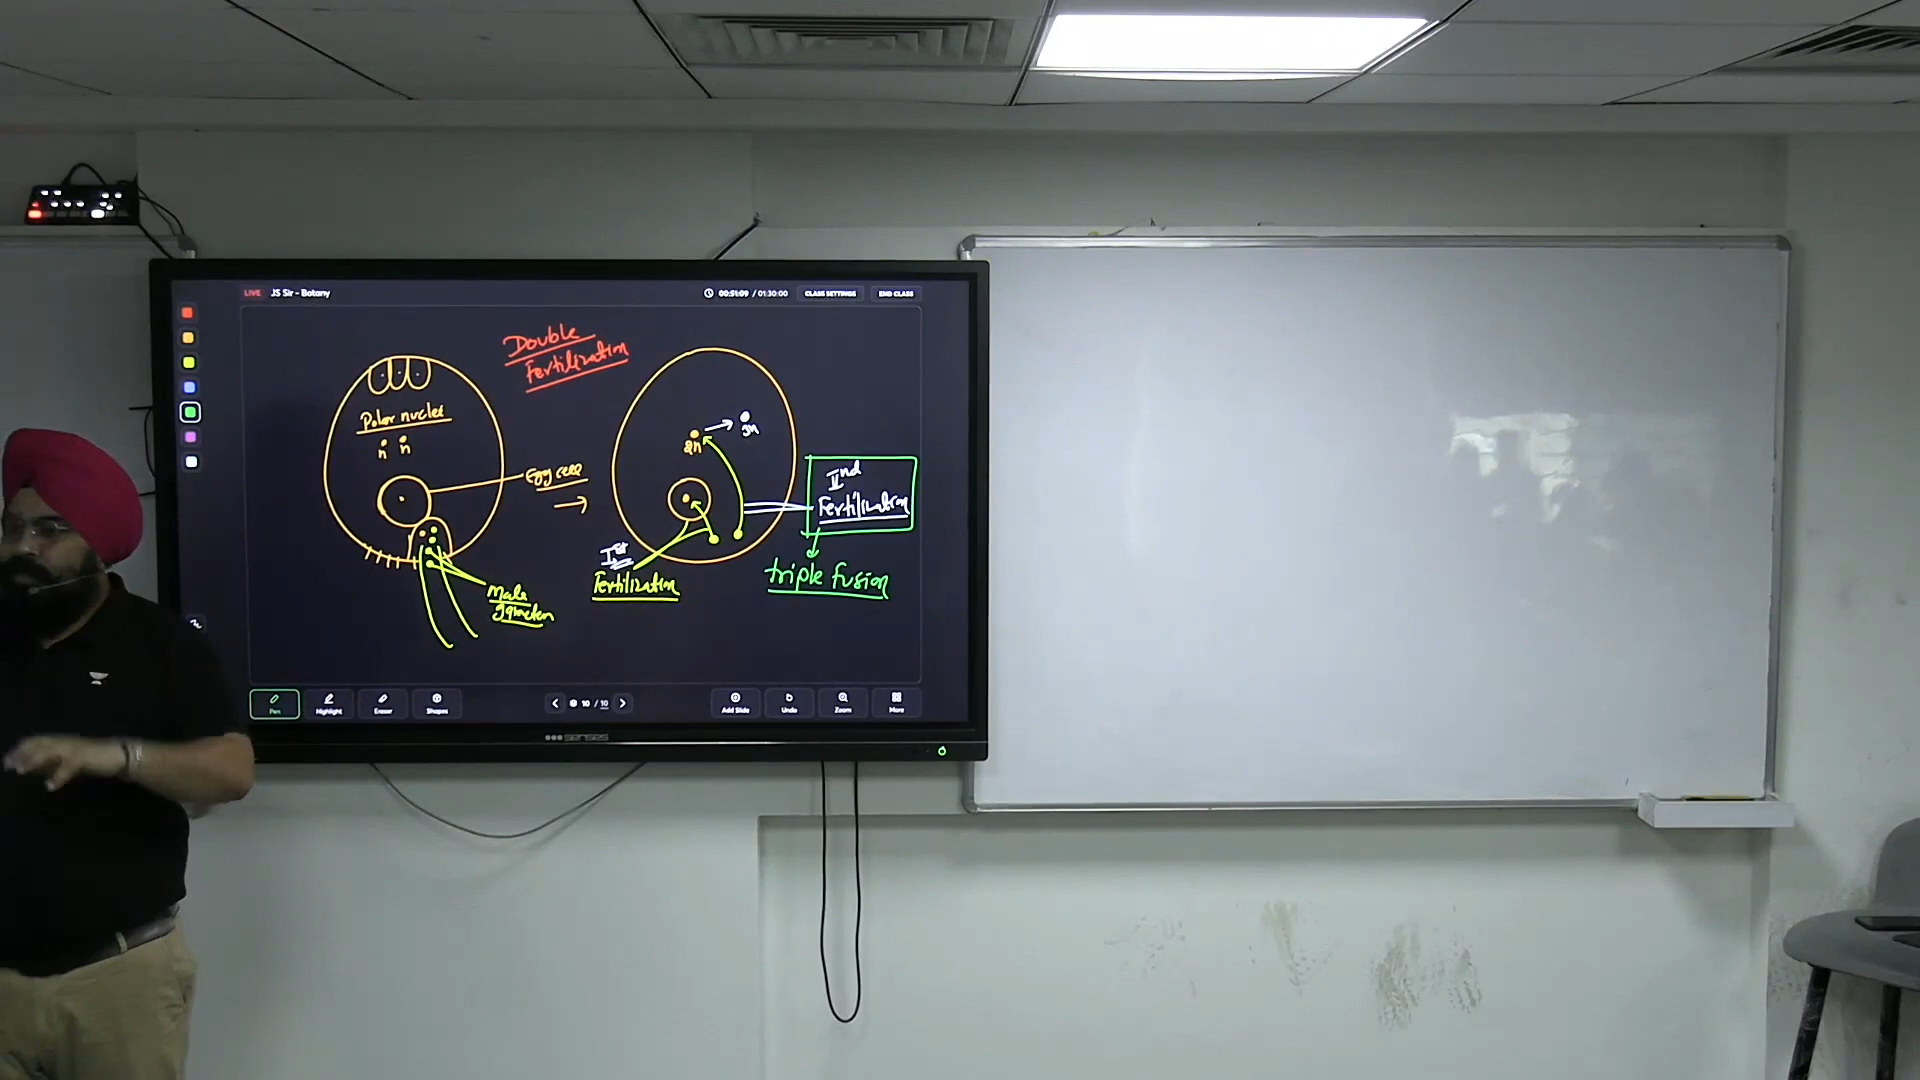 LIVE JS Sir - Botany 00:51:09 / 01:30:00 CLASS SETTINGS END CLASS
Double
Fertilization
Polar nuclei
n n
Egg cell
Male
gametes
2n
3n
Ist
Fertilization
IInd
Fertilization
triple fusion
Pen Highlight Eraser Shapes 10 / 10 Add Slide Undo Zoom More
senses